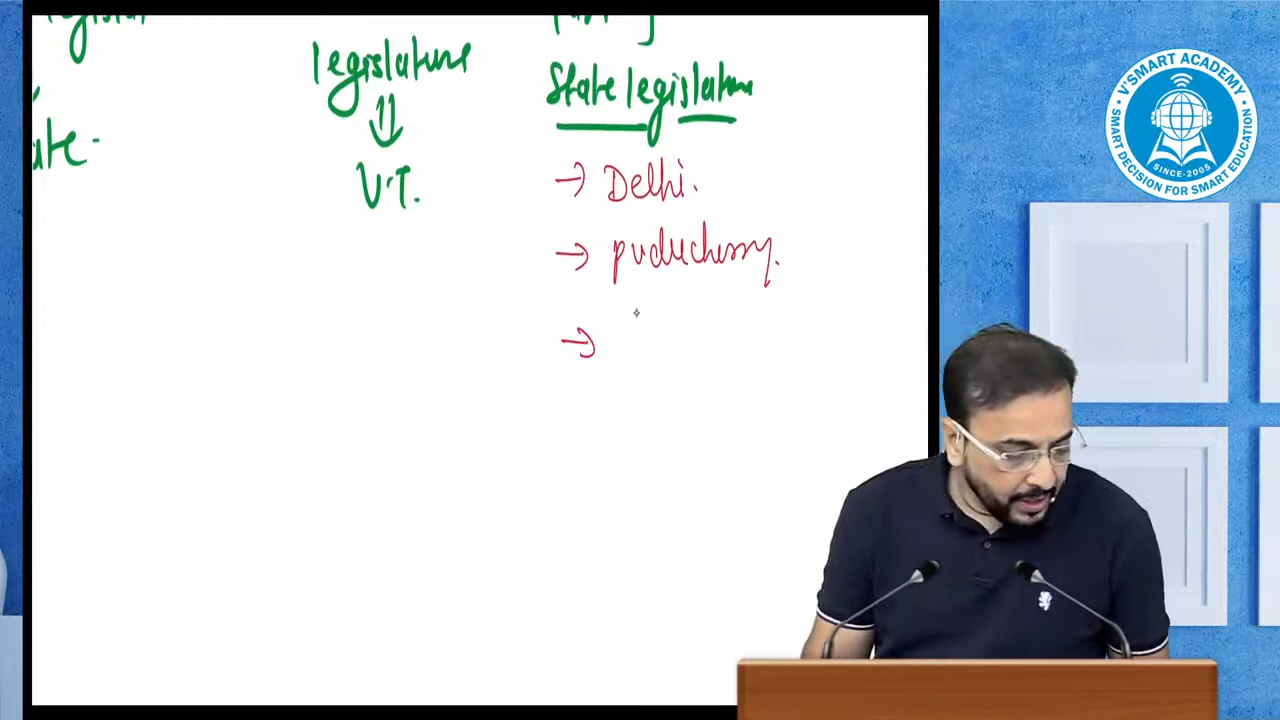 legislature
State legislature
U.T.
→ Delhi.
→ puducherry.
→
V'SMART ACADEMY
SINCE-2005
SMART DECISION FOR SMART EDUCATION